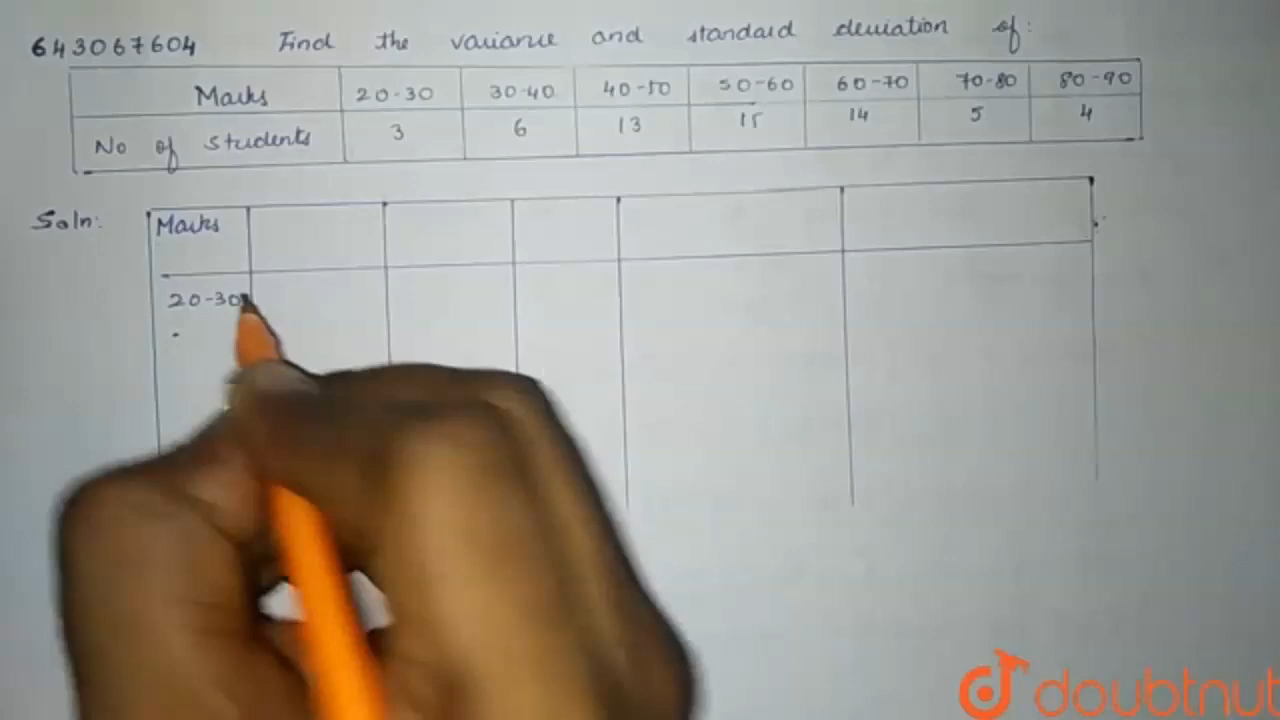 643067604 Find the variance and standard deviation of:
Marks 20-30 30-40 40-50 50-60 60-70 70-80 80-90
No of students 3 6 13 15 14 5 4
Soln:
Marks
20-30
doubtnut